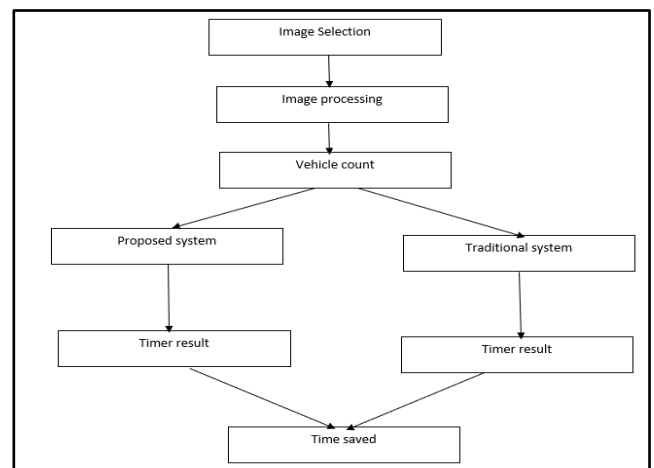 Image Selection
Image processing
Vehicle count
Proposed system
Traditional system
Timer result
Timer result
Time saved